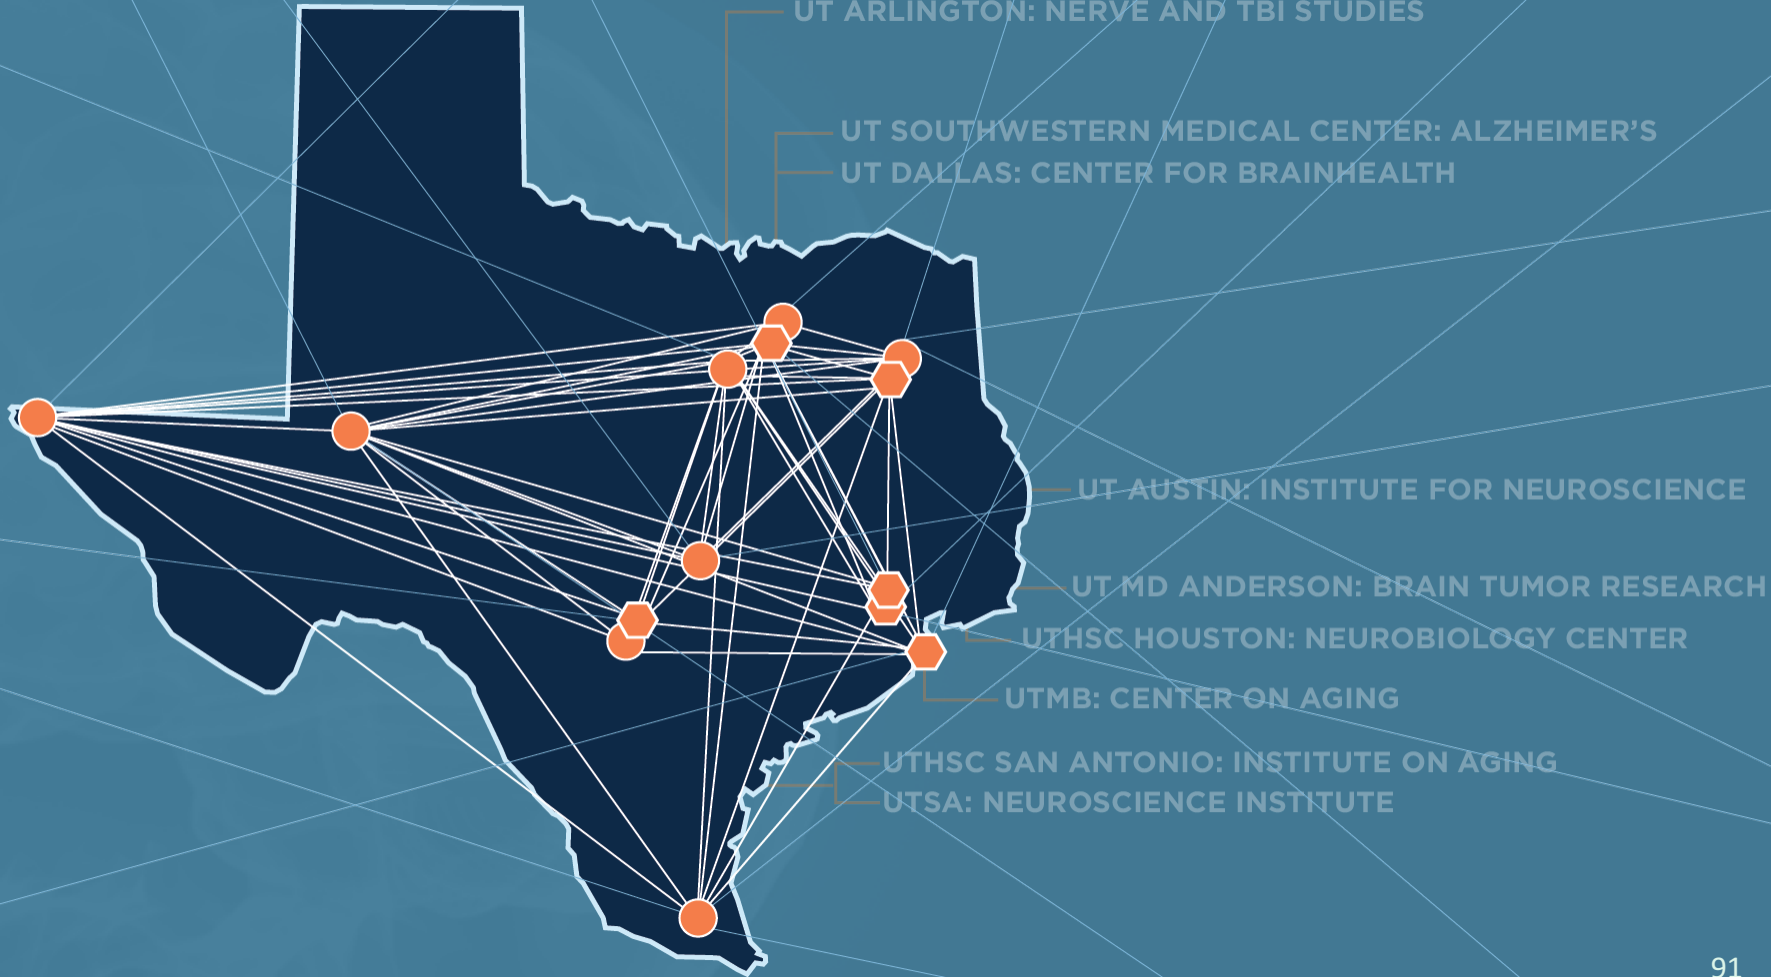 UT ARLINGTON: NERVE AND TBI STUDIES
UT SOUTHWESTERN MEDICAL CENTER: ALZHEIMER’S
UT DALLAS: CENTER FOR BRAINHEALTH
UT AUSTIN: INSTITUTE FOR NEUROSCIENCE
UT MD ANDERSON: BRAIN TUMOR RESEARCH
UTHSC HOUSTON: NEUROBIOLOGY CENTER
UTMB: CENTER ON AGING
UTHSC SAN ANTONIO: INSTITUTE ON AGING
UTSA: NEUROSCIENCE INSTITUTE
91